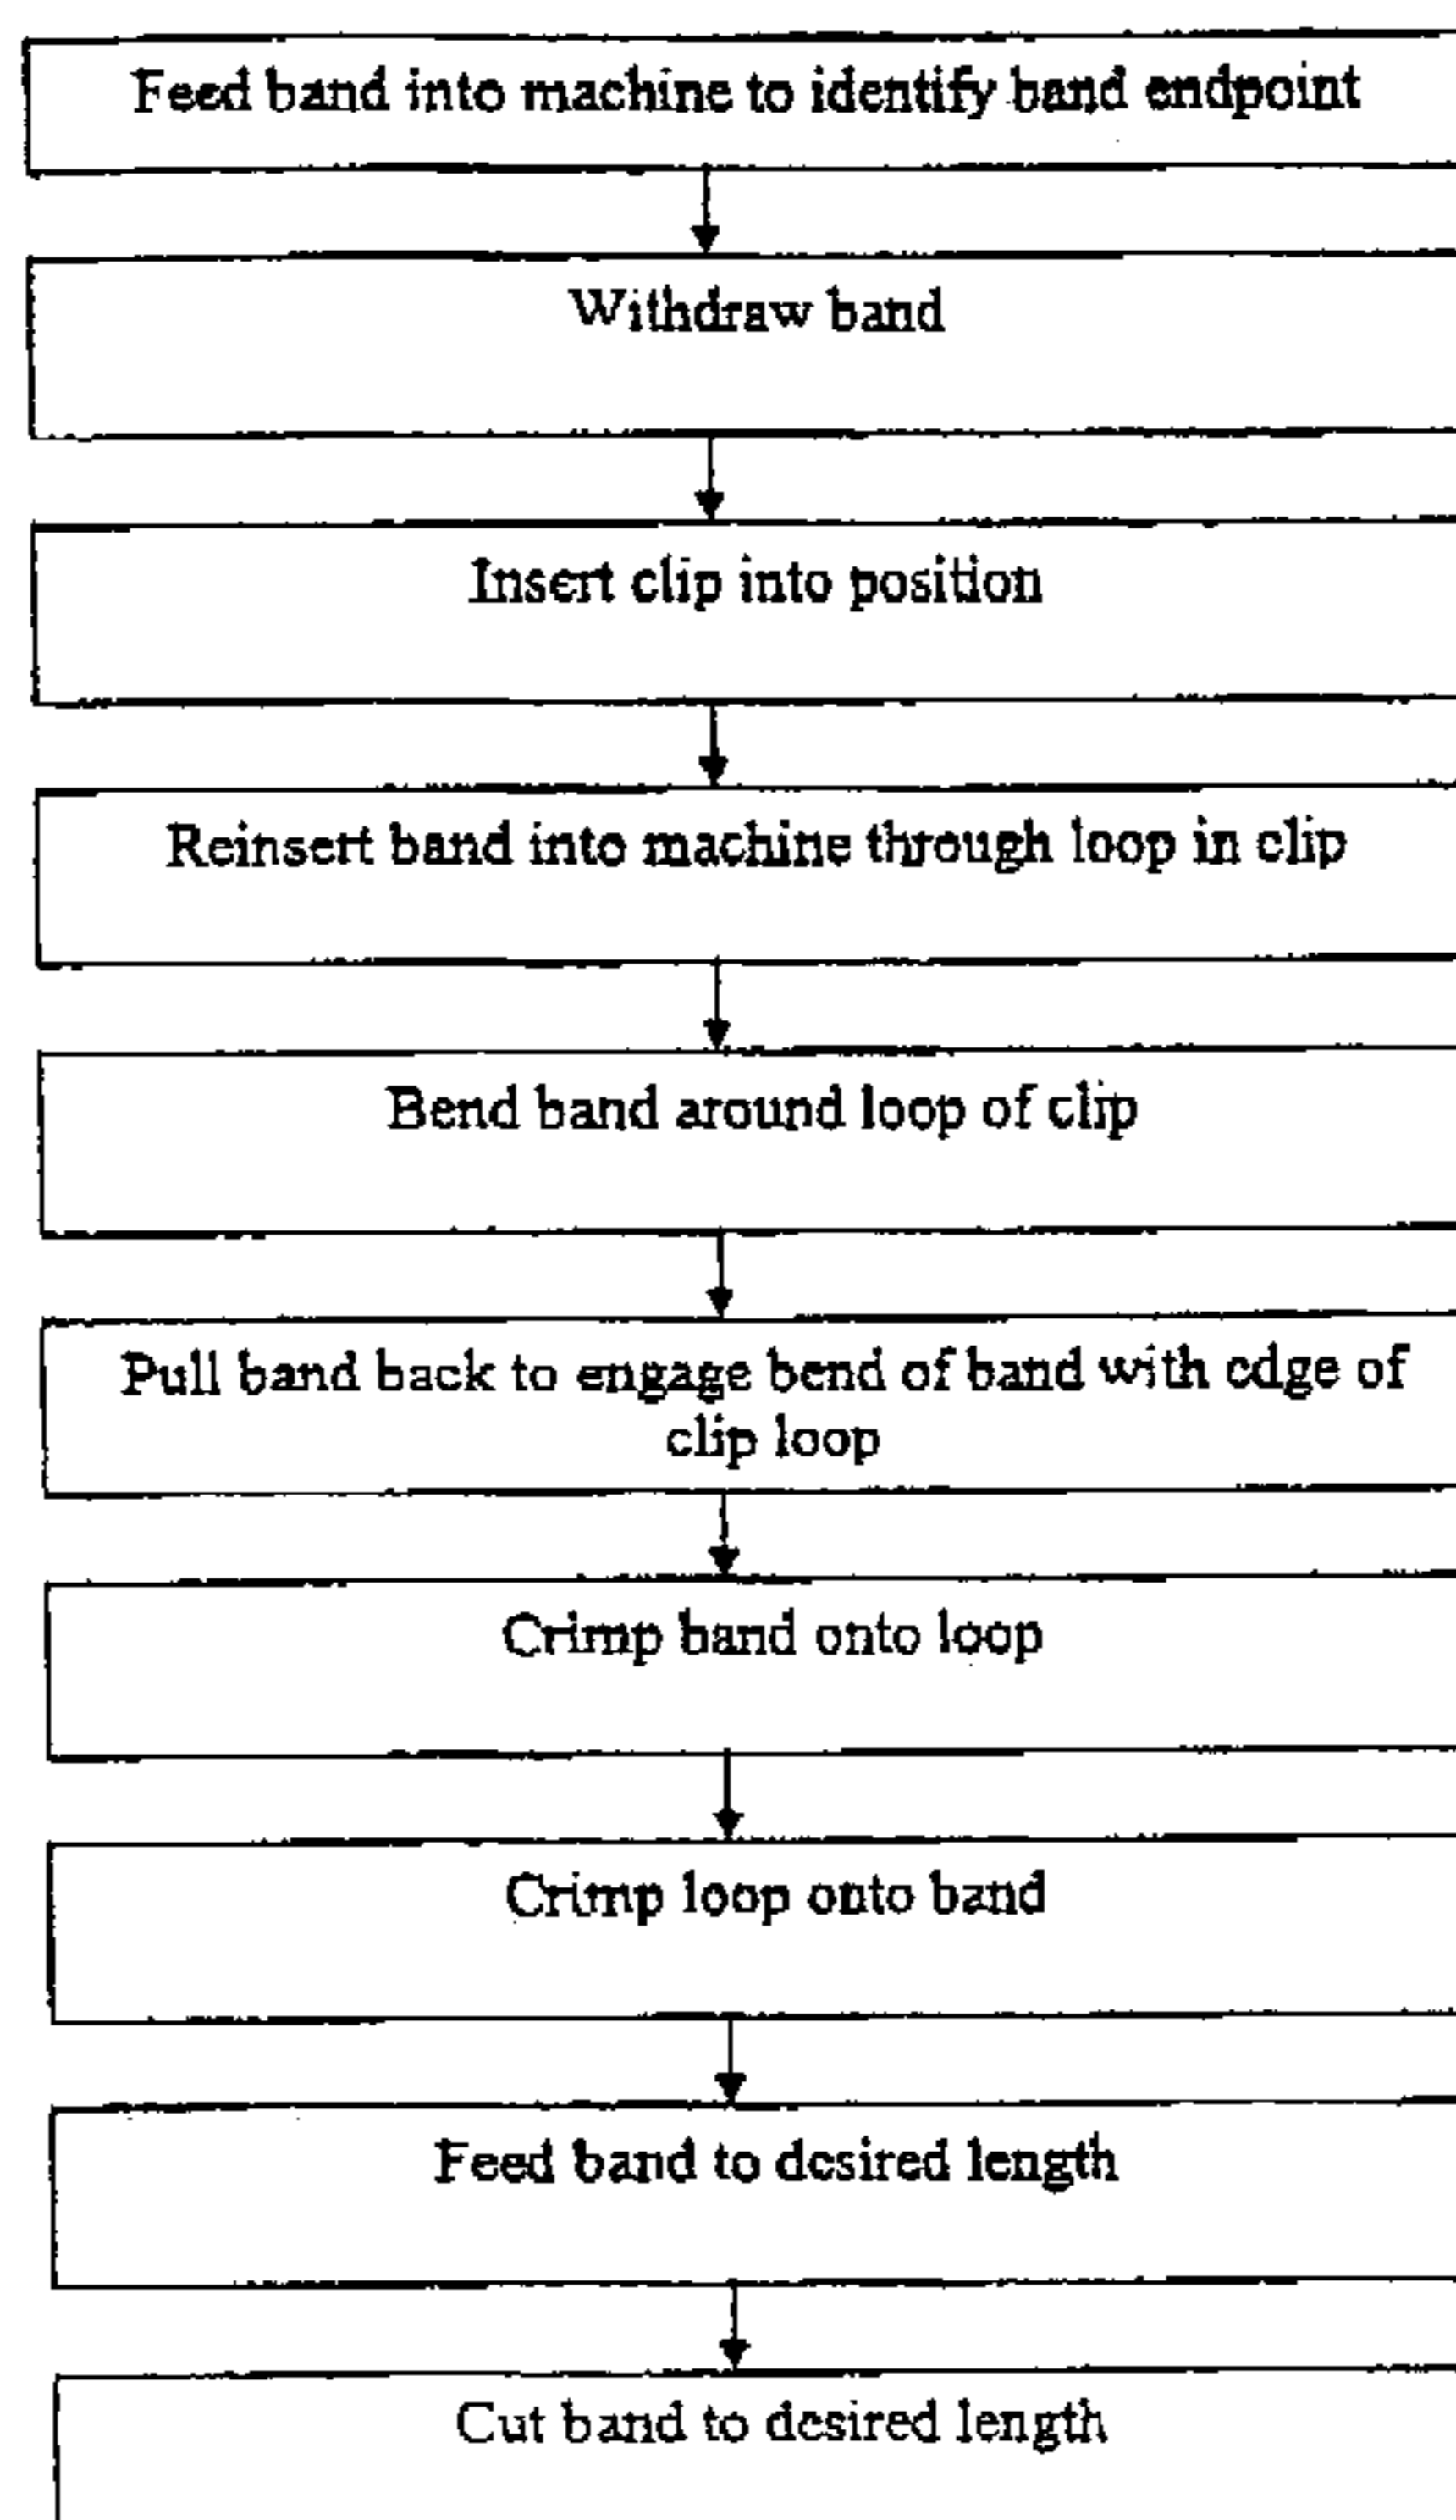 Feed band into machine to identify band endpoint
Withdraw band
Insert clip into position
Reinsert band into machine through loop in clip
Bend band around loop of clip
Pull band back to engage bend of band with edge of
clip loop
Crimp band onto loop
Crimp loop onto band
Feed band to desired length
Cut band to desired length